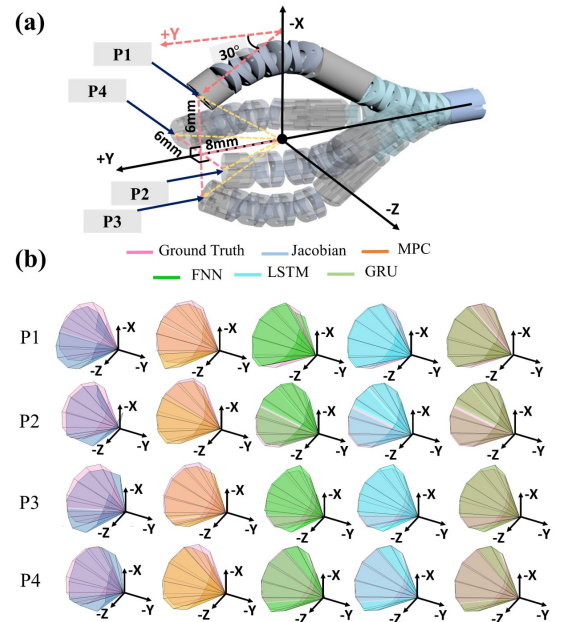 (a)
-X
+Y
P1
30°
P4
6mm
6mm
8mm
+Y
P2
P3
-Z
Ground Truth Jacobian MPC
(b)
FNN LSTM GRU
P1
-X -X -X -X -X
-Z -Y -Z -Y -Z -Y -Z -Y -Z -Y
P2
-X -X -X -X -X
-Z -Y -Z -Y -Z -Y -Z -Y -Z -Y
P3
-X -X -X -X -X
-Z -Y -Z -Y -Z -Y -Z -Y -Z -Y
P4
-X -X -X -X -X
-Z -Y -Z -Y -Z -Y -Z -Y -Z -Y